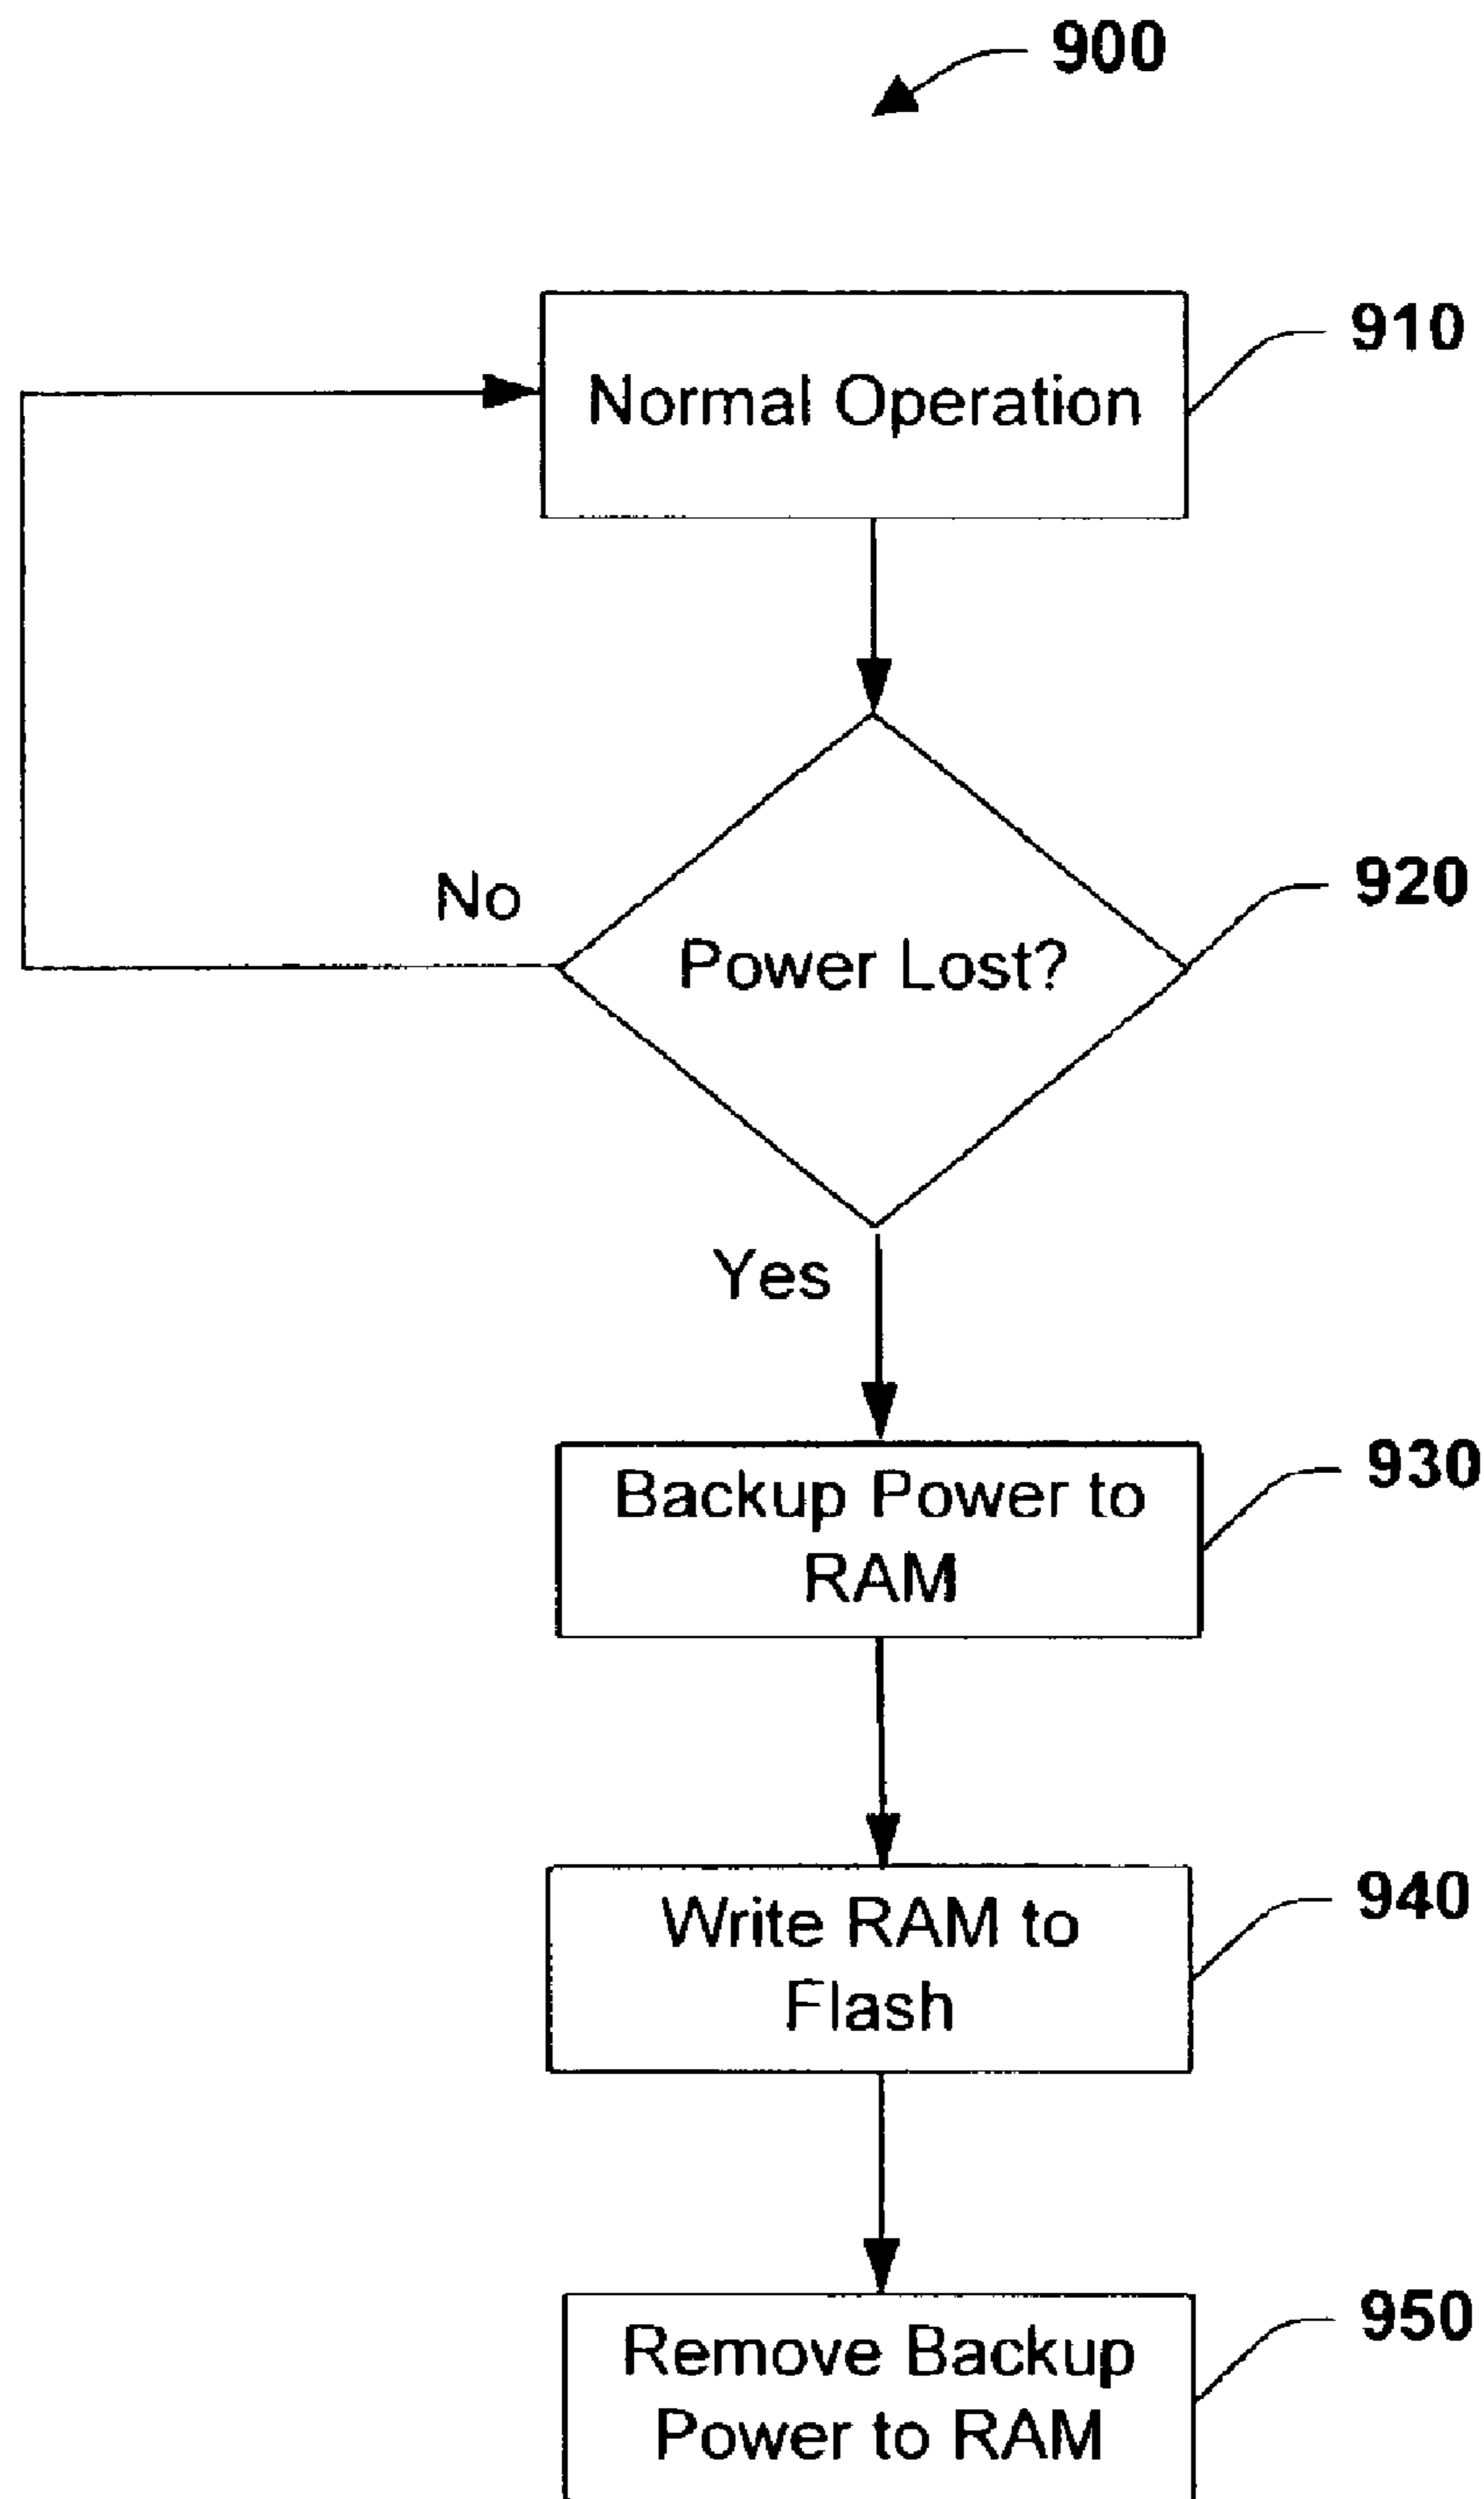 900
Normal Operation
910
No
Power Lost?
920
Yes
Backup Power to
RAM
930
Write RAM to
Flash
940
Remove Backup
Power to RAM
950